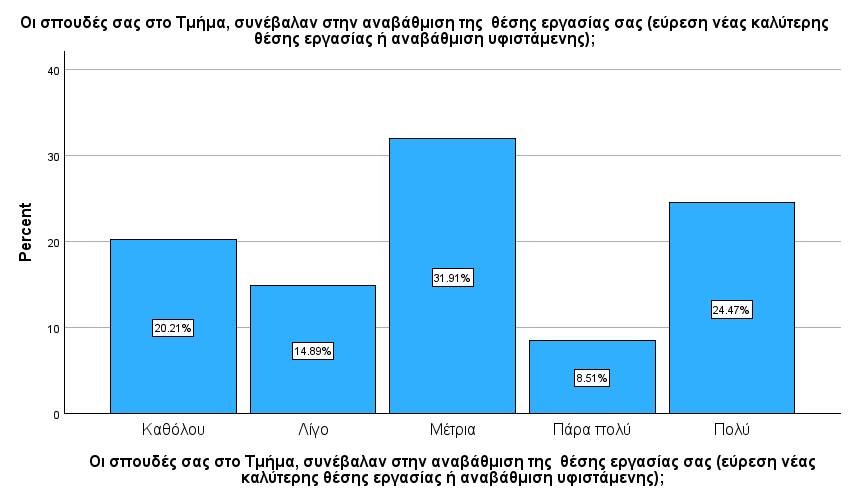 Οι σπουδές σας στο Τμήμα, συνέβαλαν στην αναβάθμιση της  θέσης εργασίας σας (εύρεση νέας καλύτερης
θέσης εργασίας ή αναβάθμιση υφιστάμενης);
Percent
40
30
20
10
0
20.21%
14.89%
31.91%
8.51%
24.47%
Καθόλου
Λίγο
Μέτρια
Πάρα πολύ
Πολύ
Οι σπουδές σας στο Τμήμα, συνέβαλαν στην αναβάθμιση της  θέσης εργασίας σας (εύρεση νέας
καλύτερης θέσης εργασίας ή αναβάθμιση υφιστάμενης);